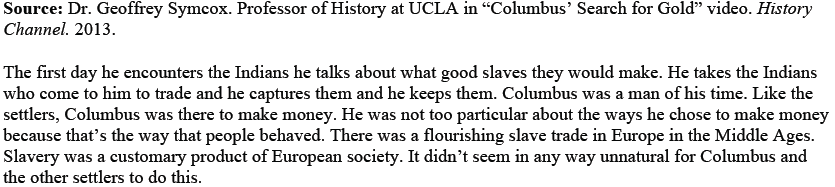 Source: Dr. Geoffrey Symcox. Professor of History at UCLA in “Columbus’ Search for Gold” video. History
Channel. 2013.
The first day he encounters the Indians he talks about what good slaves they would make. He takes the Indians
who come to him to trade and he captures them and he keeps them. Columbus was a man of his time. Like the
settlers, Columbus was there to make money. He was not too particular about the ways he chose to make money
because that’s the way that people behaved. There was a flourishing slave trade in Europe in the Middle Ages.
Slavery was a customary product of European society. It didn’t seem in any way unnatural for Columbus and
the other settlers to do this.